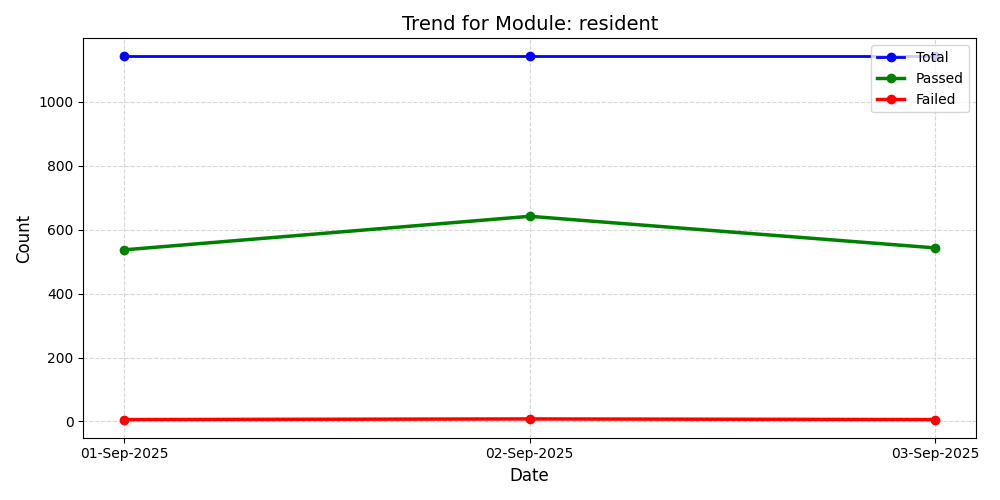 Trend for Module: resident
Total
Passed
Failed
1000
800
600
400
200
0
Count
01-Sep-2025
02-Sep-2025
03-Sep-2025
Date